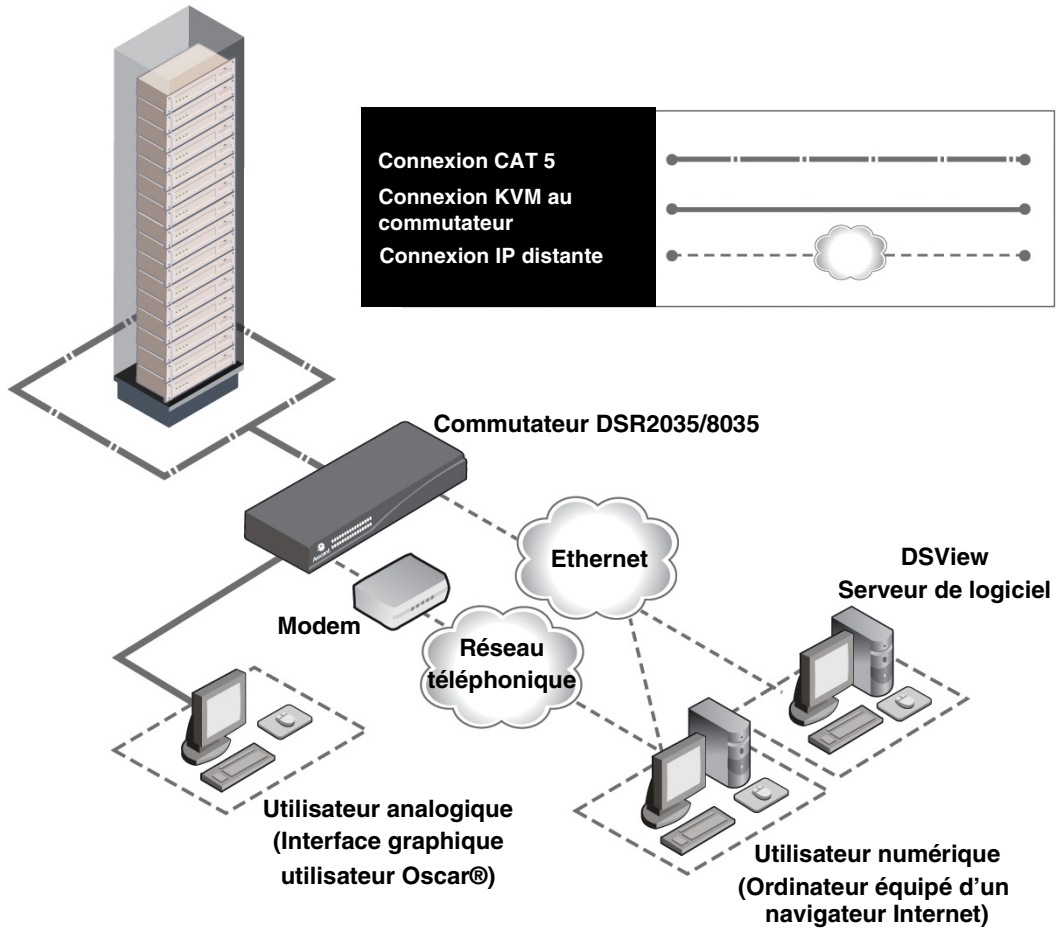 Connexion CAT 5
Connexion KVM au
commutateur
Connexion IP distante
Commutateur DSR2035/8035
Ethernet
DSView
Serveur de logiciel
Modem
Réseau
téléphonique
Utilisateur analogique
(Interface graphique
utilisateur Oscar®)
Utilisateur numérique
(Ordinateur équipé d'un
navigateur Internet)